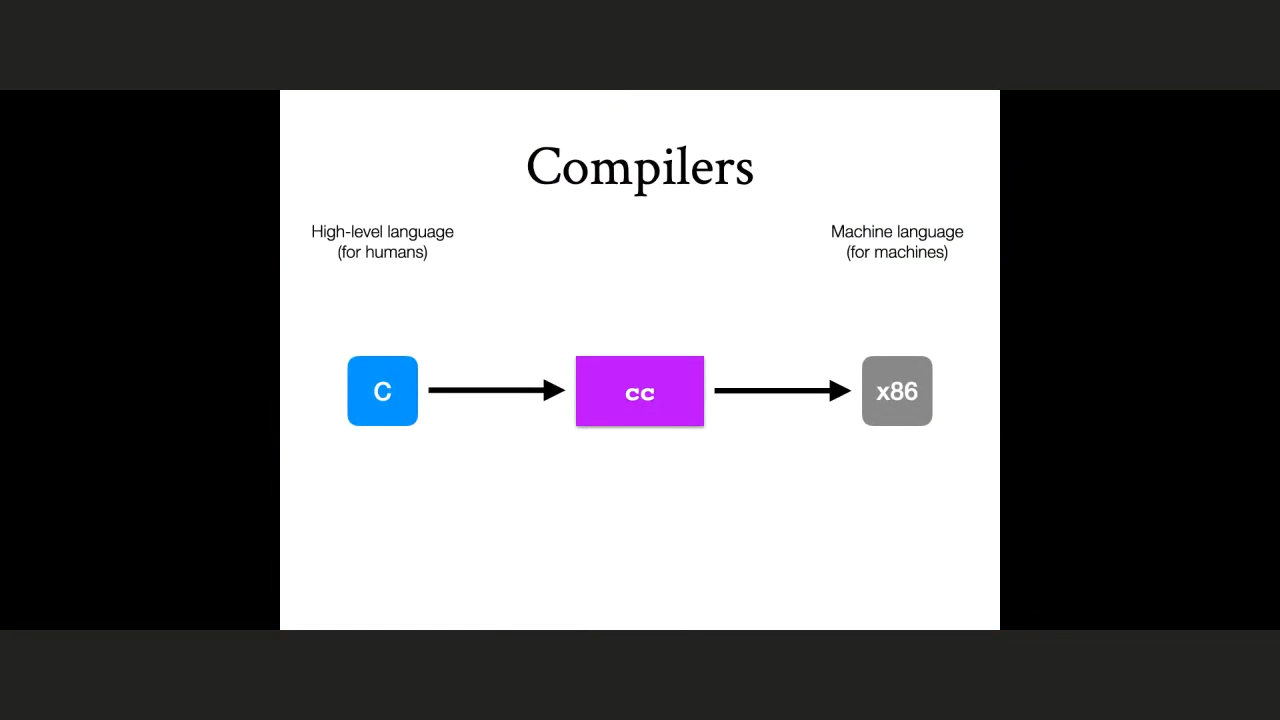 Compilers
High-level language
(for humans)
Machine language
(for machines)
C
cc
x86